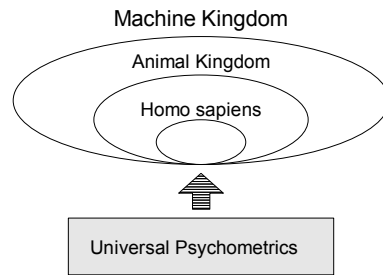 Machine Kingdom
Animal Kingdom
Homo sapiens
Universal Psychometrics